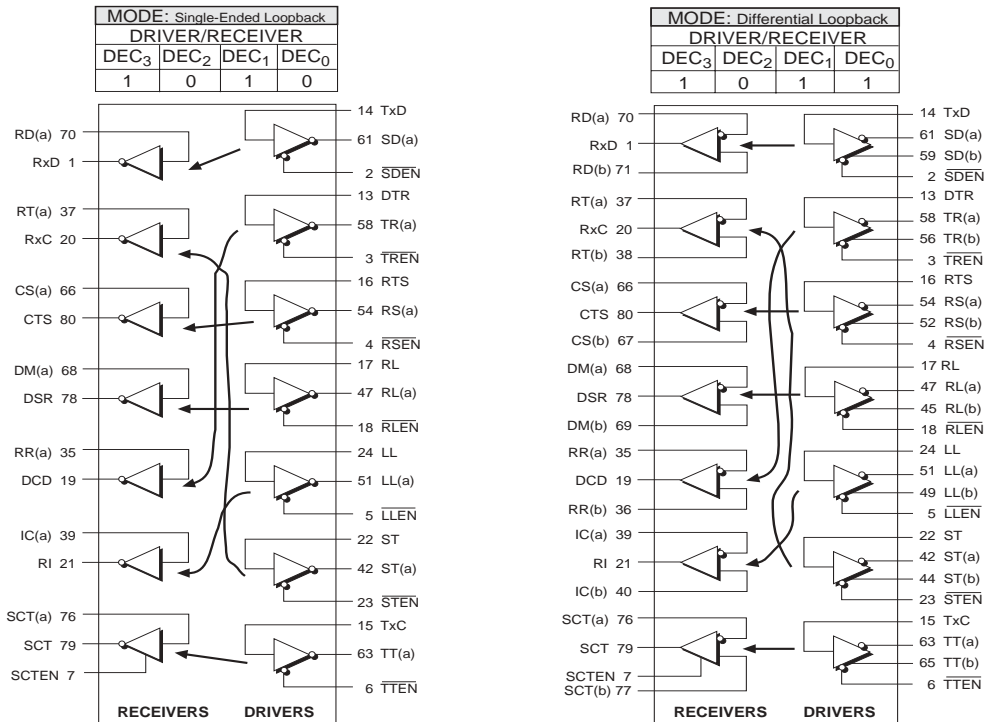 MODE: Single-Ended Loopback
DRIVER/RECEIVER
DEC3 DEC2 DEC1 DEC0
1 0 1 0
14 TxD
RD(a) 70
61 SD(a)
RxD 1
2 SDEN
13 DTR
RT(a) 37
58 TR(a)
RxC 20
3 TREN
16 RTS
CS(a) 66
54 RS(a)
CTS 80
4 RSEN
17 RL
DM(a) 68
47 RL(a)
DSR 78
18 RLEN
24 LL
RR(a) 35
51 LL(a)
DCD 19
5 LLEN
22 ST
IC(a) 39
42 ST(a)
RI 21
23 STEN
SCT(a) 76
15 TxC
SCT 79
63 TT(a)
SCTEN 7
6 TTEN
RECEIVERS DRIVERS
MODE: Differential Loopback
DRIVER/RECEIVER
DEC3 DEC2 DEC1 DEC0
1 0 1 1
14 TxD
RD(a) 70
61 SD(a)
RxD 1
59 SD(b)
RD(b) 71
2 SDEN
13 DTR
RT(a) 37
58 TR(a)
RxC 20
56 TR(b)
RT(b) 38
3 TREN
16 RTS
CS(a) 66
54 RS(a)
CTS 80
52 RS(b)
CS(b) 67
4 RSEN
17 RL
DM(a) 68
47 RL(a)
DSR 78
45 RL(b)
DM(b) 69
18 RLEN
24 LL
RR(a) 35
51 LL(a)
DCD 19
49 LL(b)
RR(b) 36
5 LLEN
22 ST
IC(a) 39
42 ST(a)
RI 21
44 ST(b)
IC(b) 40
23 STEN
SCT(a) 76
15 TxC
63 TT(a)
SCT 79
65 TT(b)
SCTEN 7
6 TTEN
SCT(b) 77
RECEIVERS DRIVERS